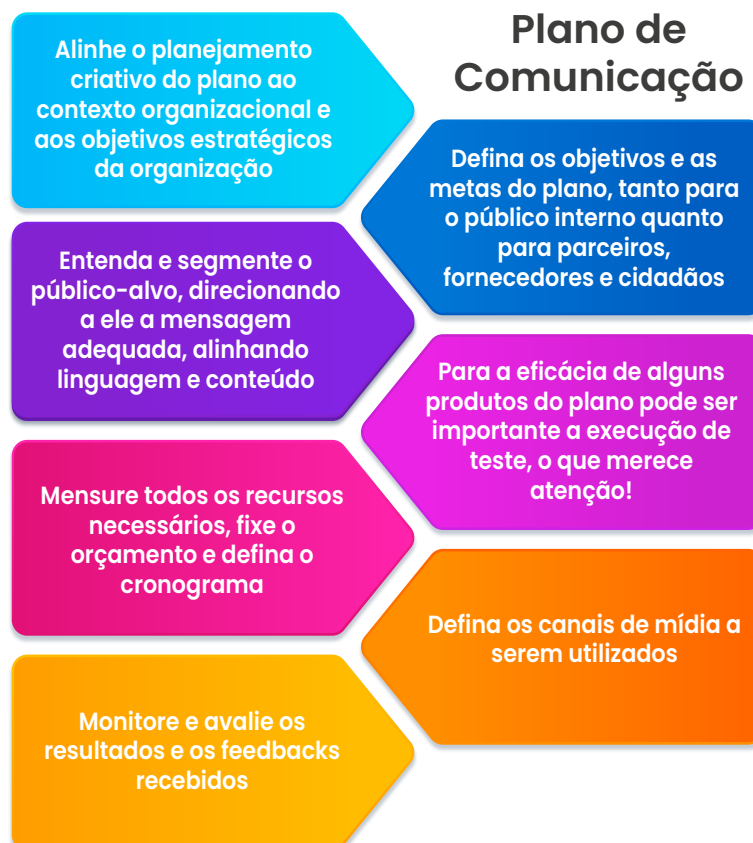 Plano de
Comunicação
Alinhe o planejamento
criativo do plano ao
contexto organizacional e
aos objetivos estratégicos
da organização
Defina os objetivos e as
metas do plano, tanto para
o público interno quanto
para parceiros,
fornecedores e cidadãos
Entenda e segmente o
público-alvo, direcionando
a ele a mensagem
adequada, alinhando
linguagem e conteúdo
Para a eficácia de alguns
produtos do plano pode ser
importante a execução de
teste, o que merece
atenção!
Mensure todos os recursos
necessários, fixe o
orçamento e defina o
cronograma
Defina os canais de mídia a
serem utilizados
Monitore e avalie os
resultados e os feedbacks
recebidos